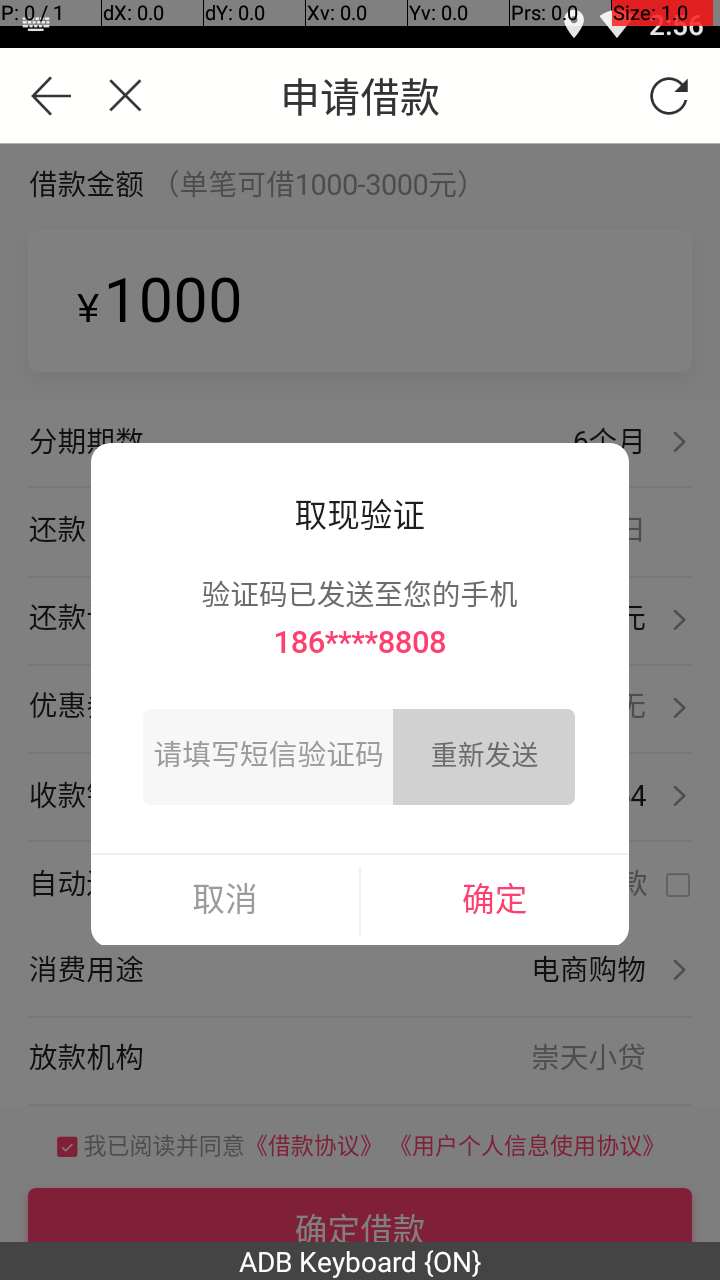 P: 0 / 1 dX: 0.0 dY: 0.0 Xv: 0.0 Yv: 0.0 Prs: 0.0 Size: 1.0
2:56
申请借款
借款金额 (单笔可借1000-3000元)
¥1000
分期期数 6个月
取现验证
还款 日
验证码已发送至您的手机
还款 元
186****8808
优惠 无
请填写短信验证码 重新发送
收款 4
自动 款
取消 确定
消费用途 电商购物
放款机构 崇天小贷
我已阅读并同意《借款协议》 《用户个人信息使用协议》
确定借款
ADB Keyboard {ON}